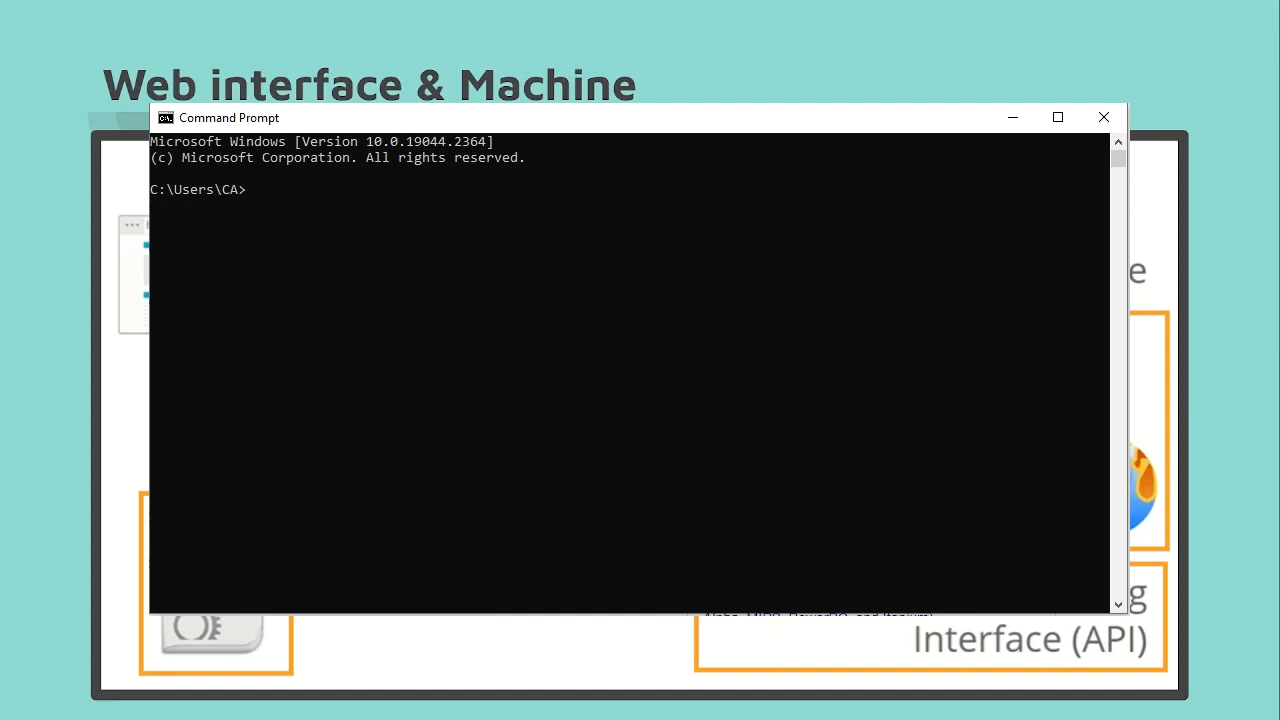 Web interface & Machine
Command Prompt
Microsoft Windows [Version 10.0.19044.2364]
(c) Microsoft Corporation. All rights reserved.
C:\Users\CA>
e
g
Interface (API)